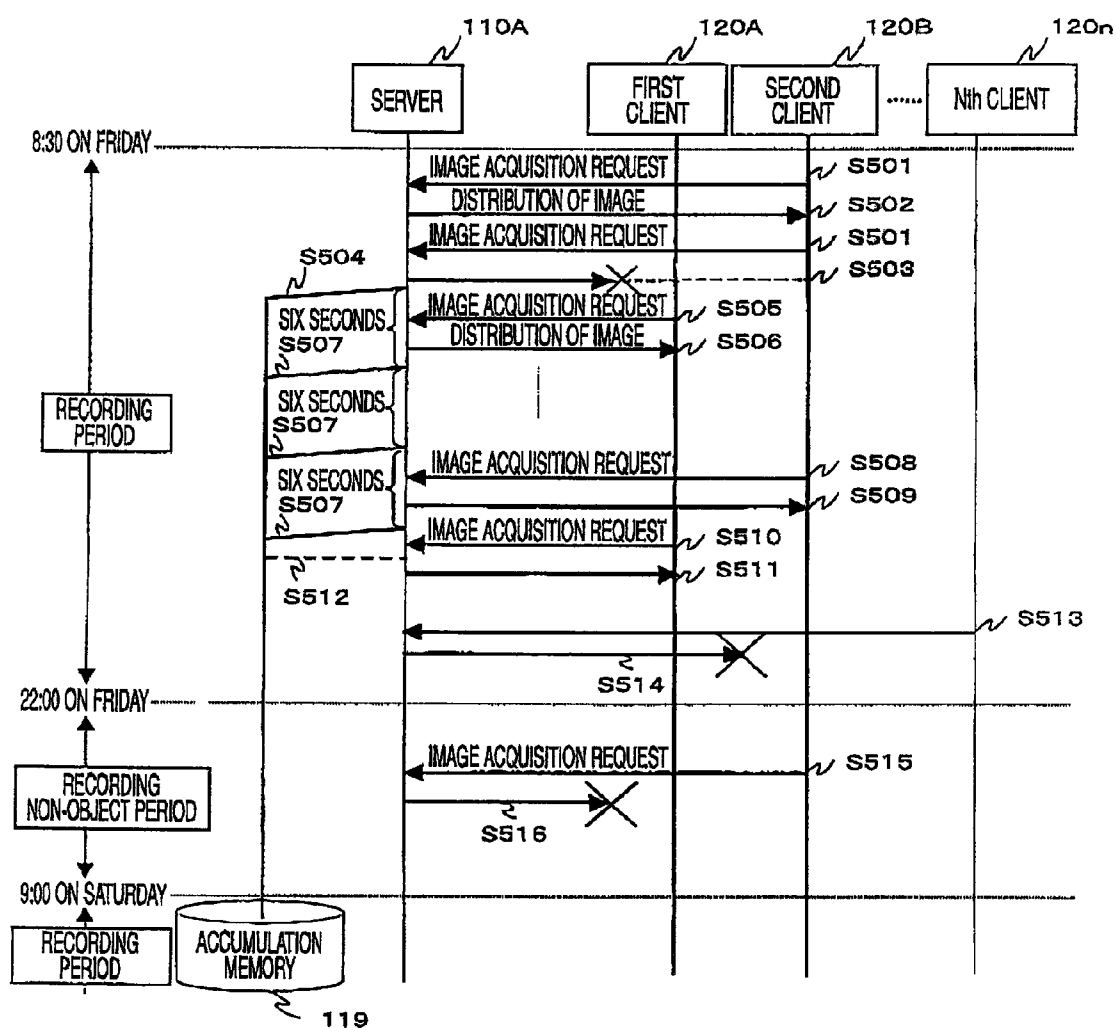 110A
120A
120B
120n
SERVER
FIRST
CLIENT
SECOND
CLIENT
......
Nth CLIENT
8:30 ON FRIDAY
IMAGE ACQUISITION REQUEST
S501
DISTRIBUTION OF IMAGE
S502
IMAGE ACQUISITION REQUEST
S501
S503
S504
IMAGE ACQUISITION REQUEST
S505
SIX SECONDS
DISTRIBUTION OF IMAGE
S506
S507
SIX SECONDS
RECORDING
PERIOD
S507
IMAGE ACQUISITION REQUEST
S508
SIX SECONDS
S507
S509
IMAGE ACQUISITION REQUEST
S510
S511
S512
S513
S514
22:00 ON FRIDAY
IMAGE ACQUISITION REQUEST
S515
RECORDING
NON-OBJECT PERIOD
S516
9:00 ON SATURDAY
RECORDING
PERIOD
ACCUMULATION
MEMORY
119